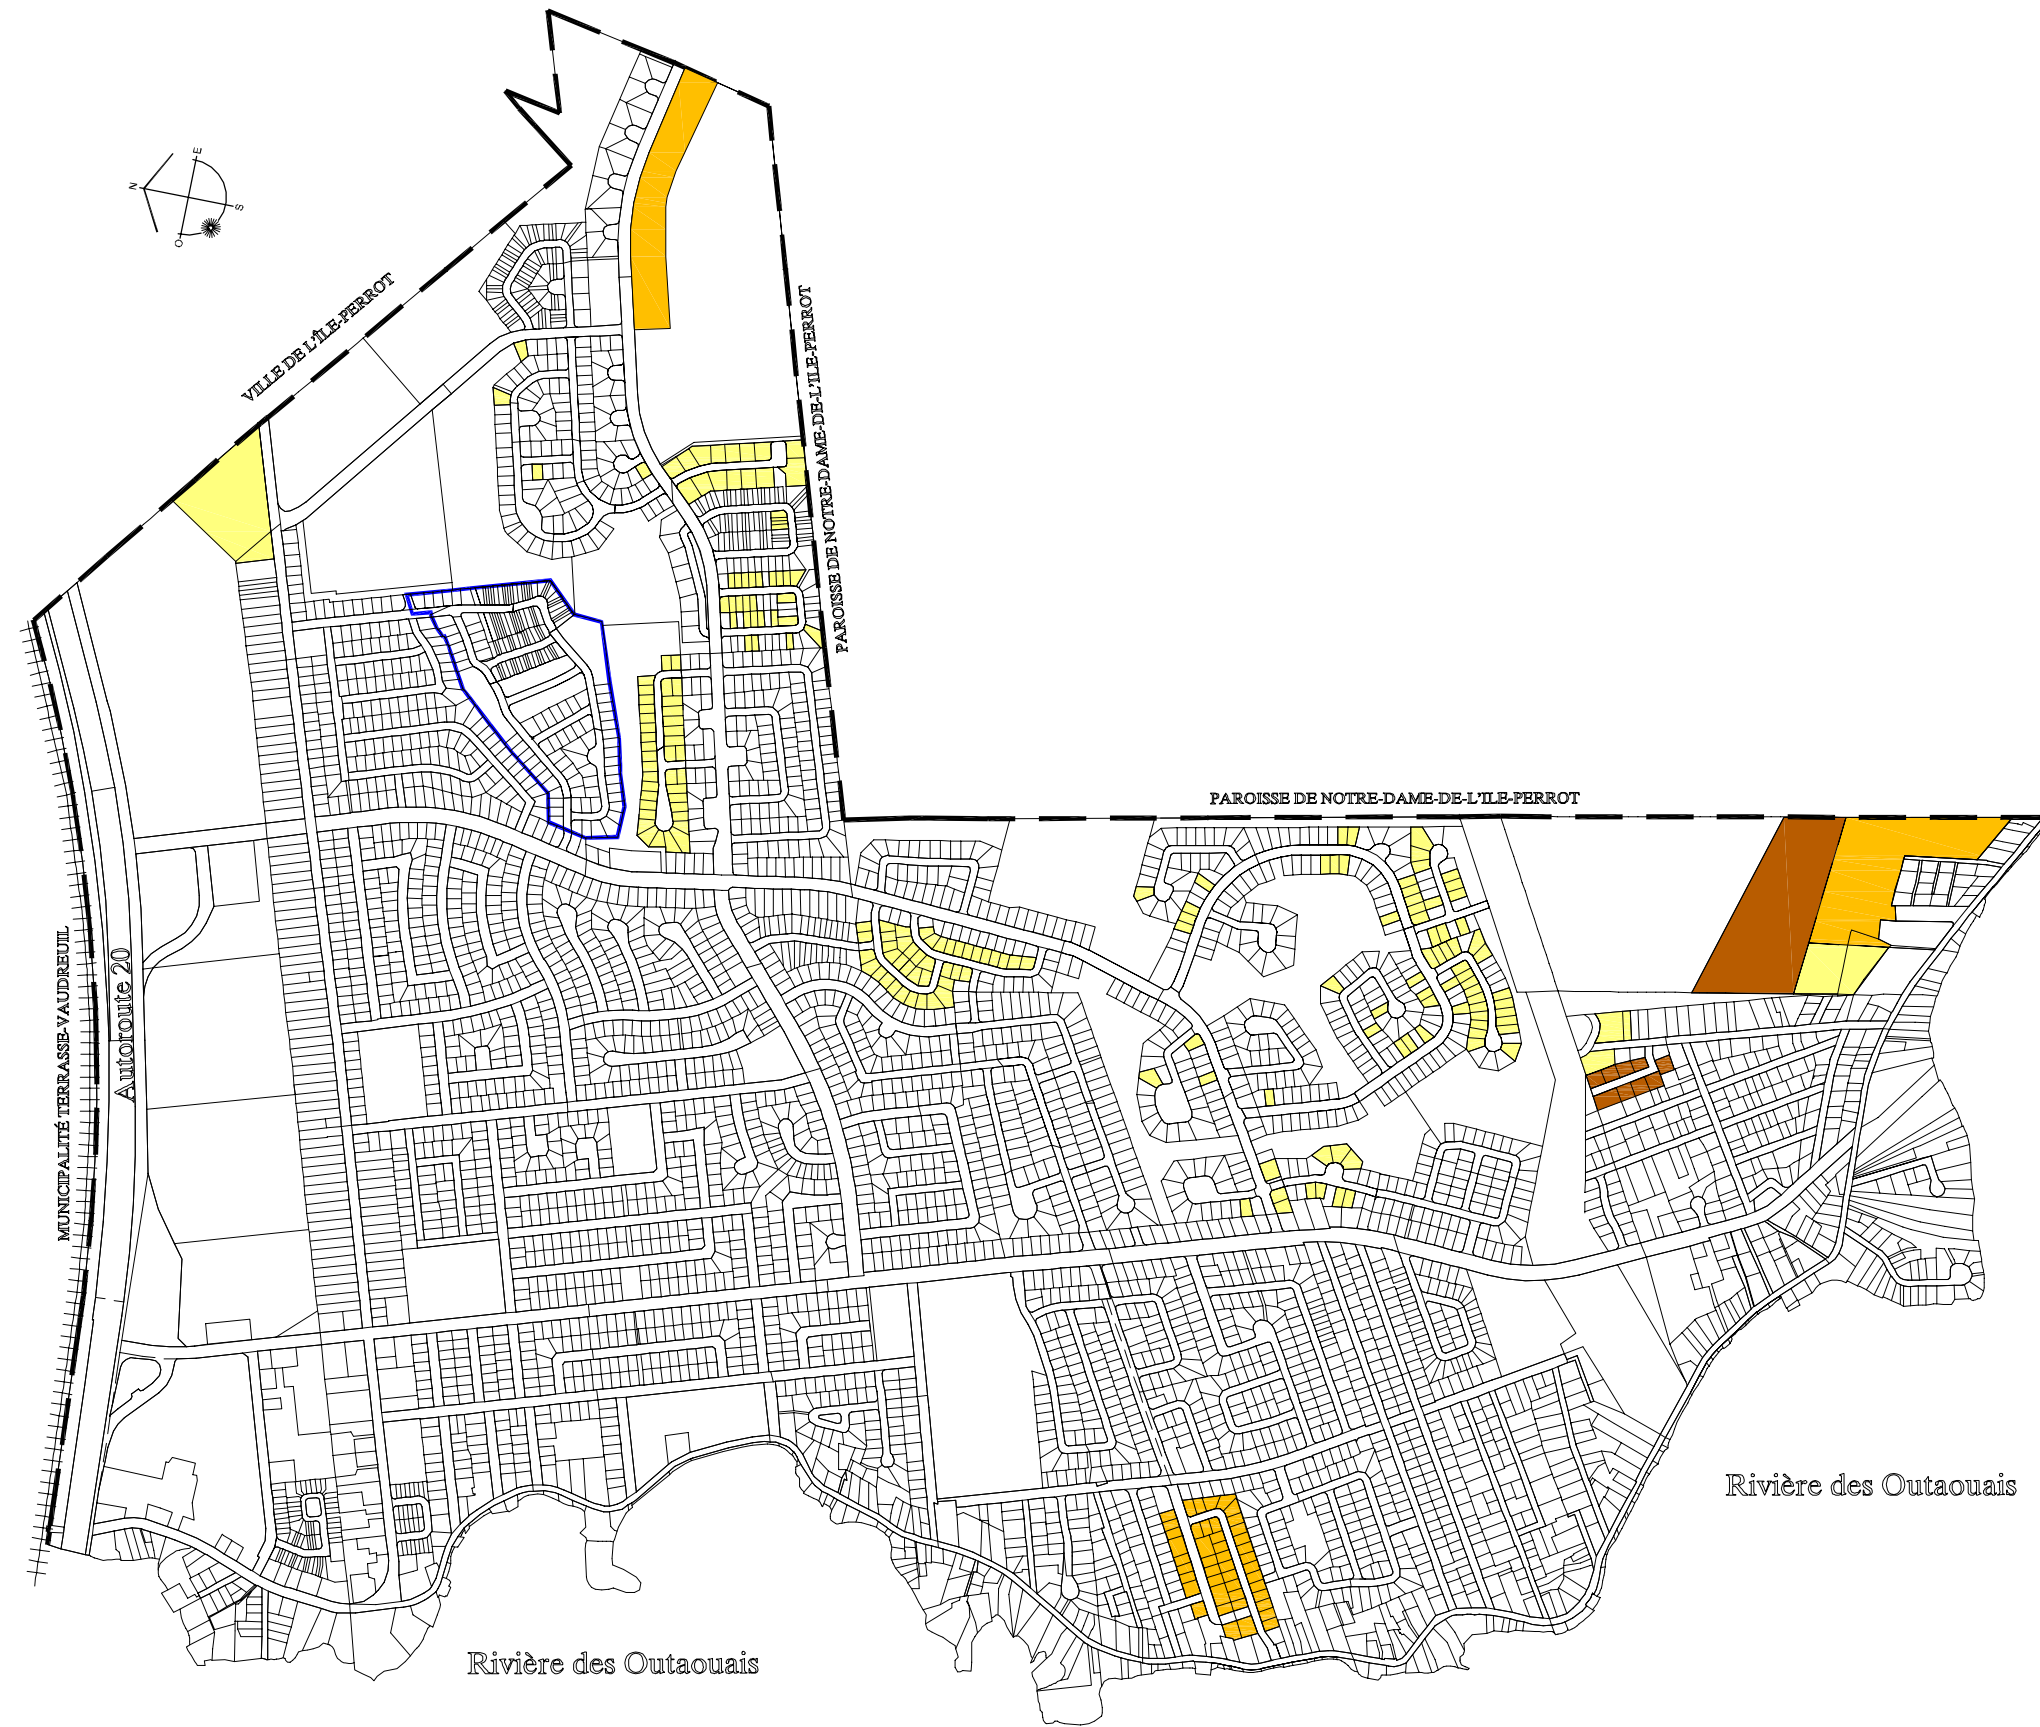 E
N
S
O
VILLE DE L'ÎLE-PERROT
PAROISSE DE NOTRE-DAME-DE-L'ILE-PERROT
PAROISSE DE NOTRE-DAME-DE-L'ILE-PERROT
MUNICIPALITÉ TERRASSE-VAUDREUIL
Autoroute 20
Rivière des Outaouais
Rivière des Outaouais